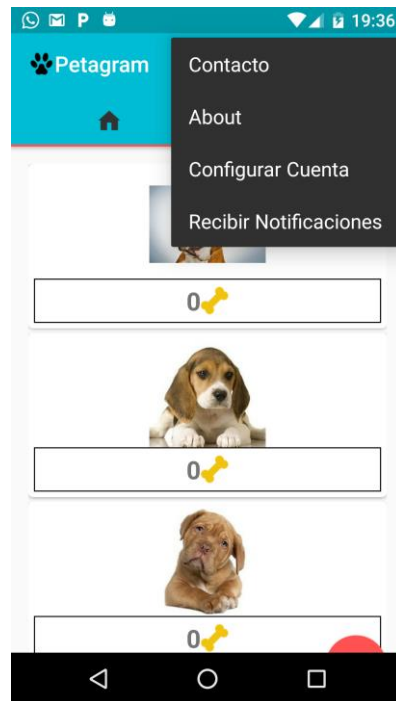 P
19:36
Petagram
Contacto
About
Configurar Cuenta
Recibir Notificaciones
0
0
0